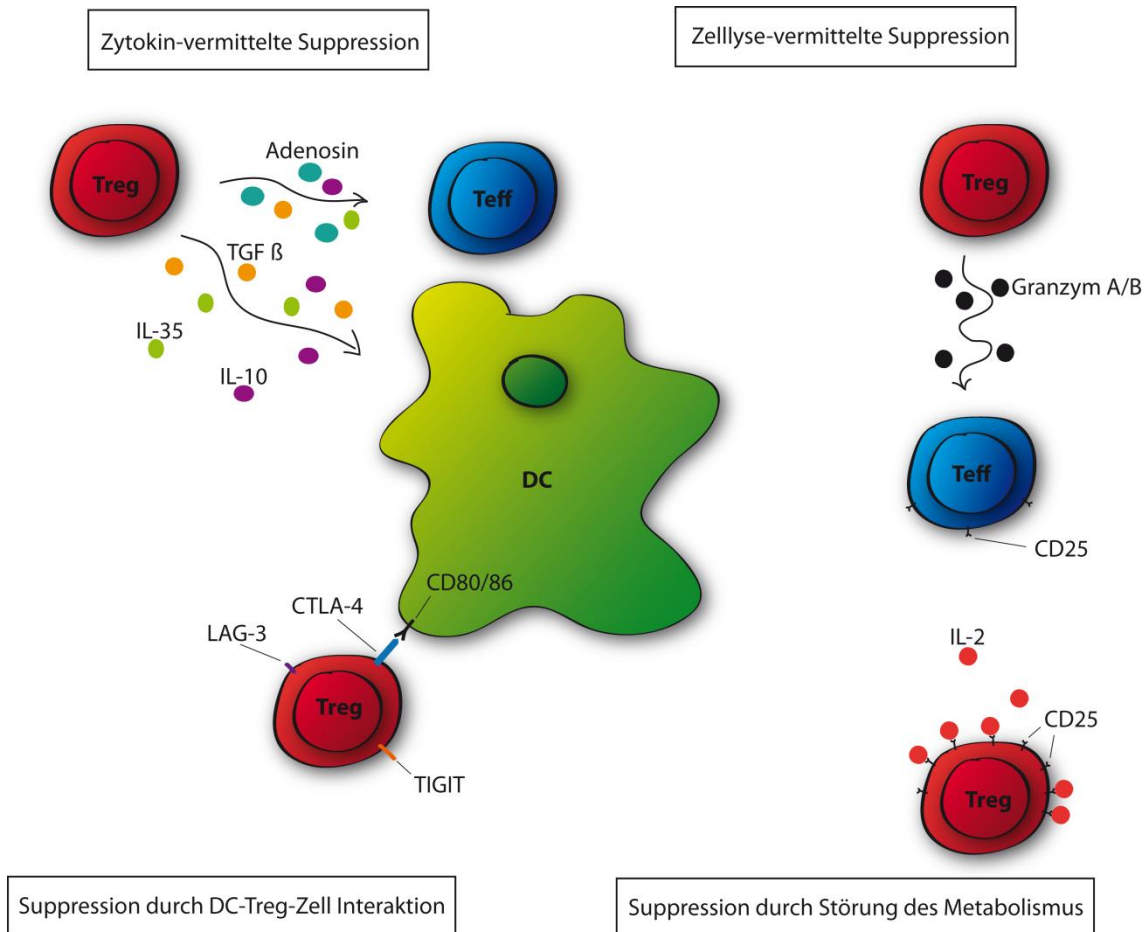 Zytokin-vermittelte Suppression
Zelllyse-vermittelte Suppression
Treg
Adenosin
Teff
Treg
TGF ß
IL-35
IL-10
Granzym A/B
DC
Teff
CD25
CD80/86
CTLA-4
LAG-3
Treg
TIGIT
IL-2
CD25
Treg
Suppression durch DC-Treg-Zell Interaktion
Suppression durch Störung des Metabolismus